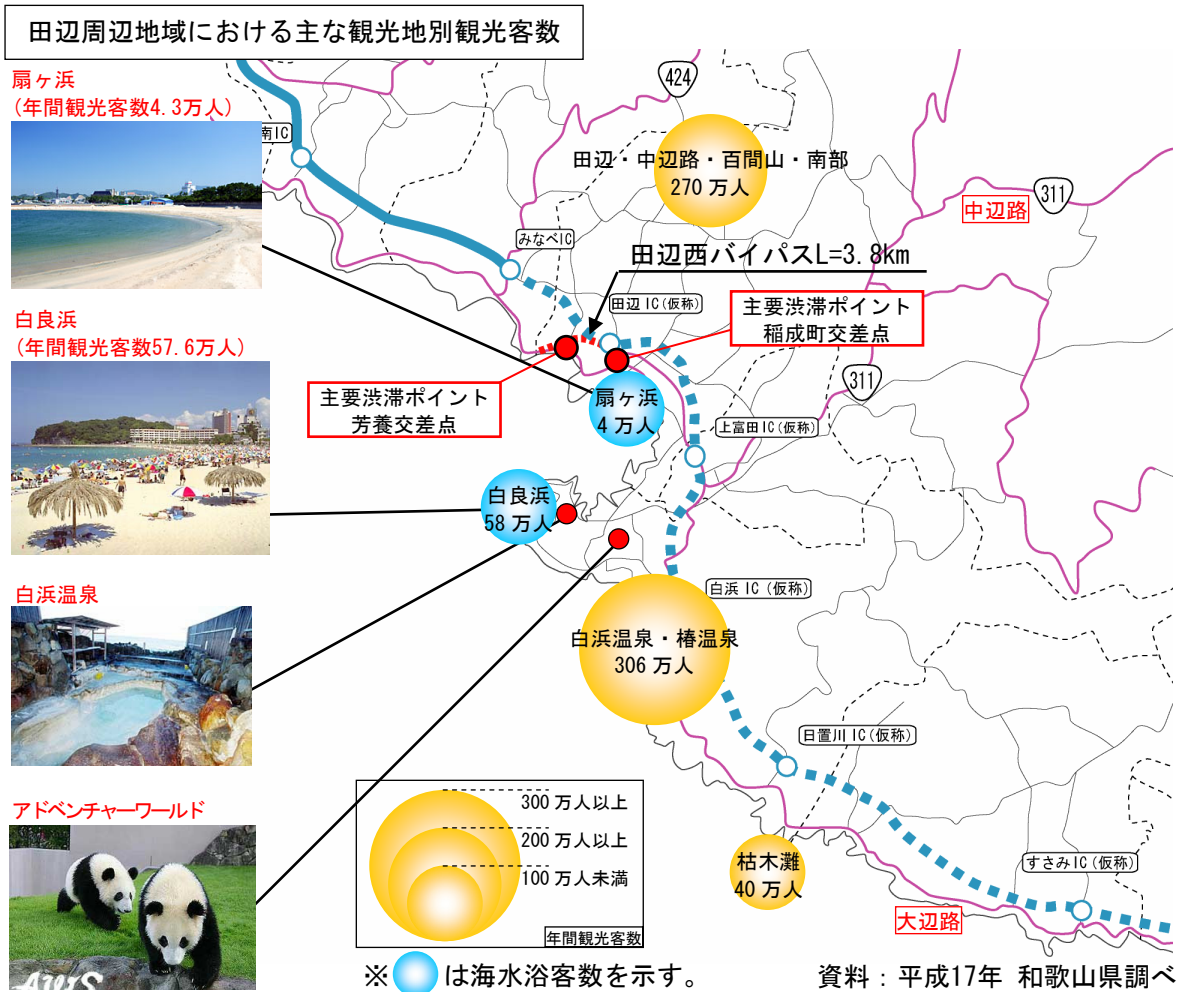 田辺周辺地域における主な観光地別観光客数
扇ヶ浜
(年間観光客数4.3万人)
南IC
424
田辺・中辺路・百間山・南部
270万人
中辺路
311
みなべIC
田辺西バイパスL=3.8km
田辺IC(仮称)
主要渋滞ポイント
稲成町交差点
白良浜
(年間観光客数57.6万人)
主要渋滞ポイント
芳養交差点
扇ヶ浜
4万人
311
上富田IC(仮称)
白良浜
58万人
白浜温泉
白浜IC(仮称)
白浜温泉・椿温泉
306万人
日置川IC(仮称)
アドベンチャーワールド
300万人以上
200万人以上
100万人未満
年間観光客数
枯木灘
40万人
すさみIC(仮称)
大辺路
AWS
※は海水浴客数を示す。
資料：平成17年 和歌山県調べ